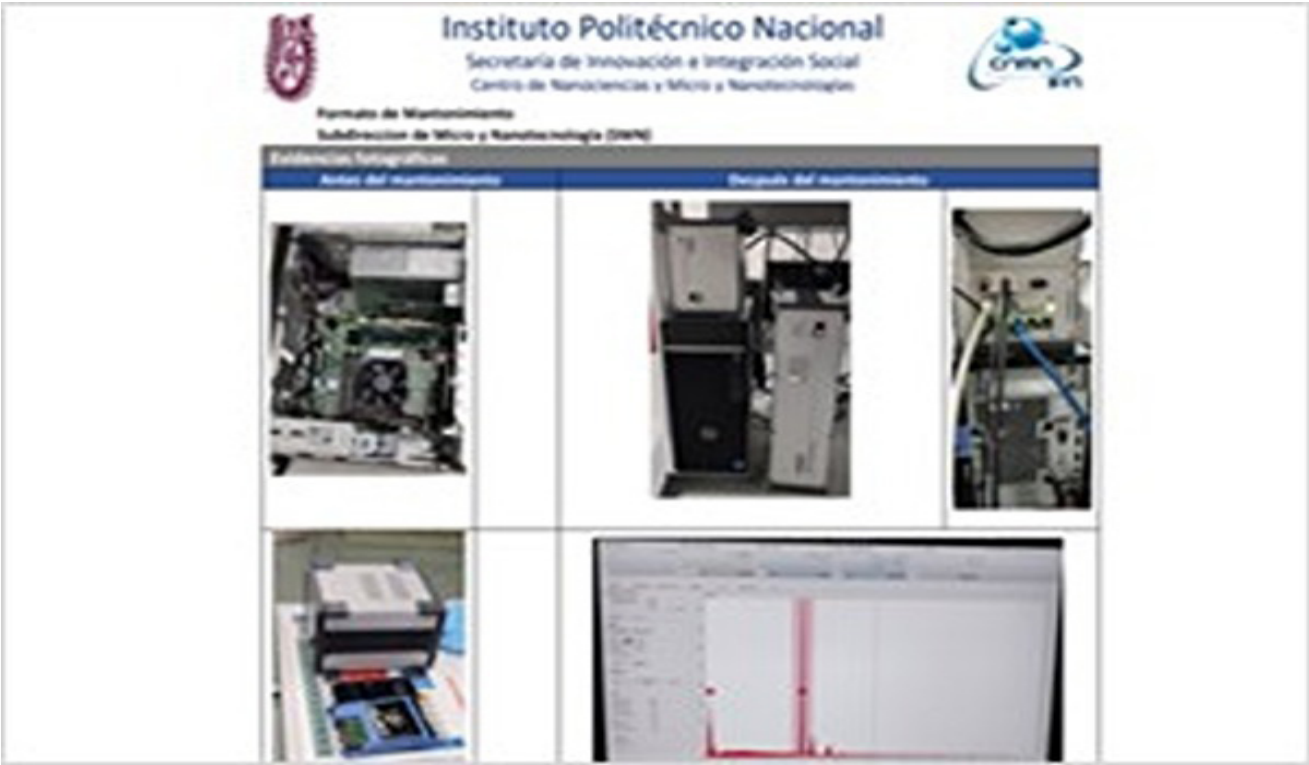 Instituto Politécnico Nacional
Secretaría de Innovación e Integración Social
Centro de Nanociencias y Micro y Nanotecnologías
Formato de Mantenimiento
SubDireccion de Micro y Nanotecnología (SMN)
Evidencias fotográficas
Antes del mantenimiento
Después del mantenimiento